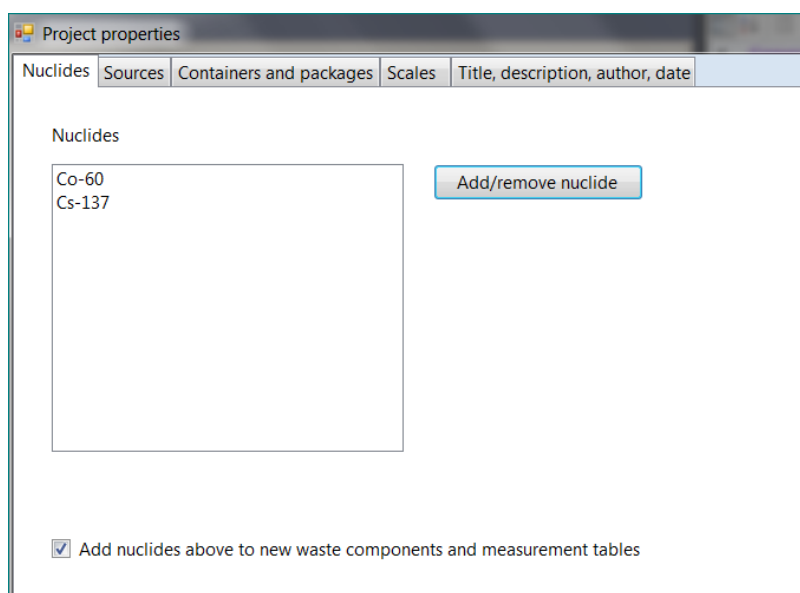 Project properties
Nuclides Sources Containers and packages Scales Title, description, author, date
Nuclides
Co-60 Add/remove nuclide
Cs-137
Add nuclides above to new waste components and measurement tables